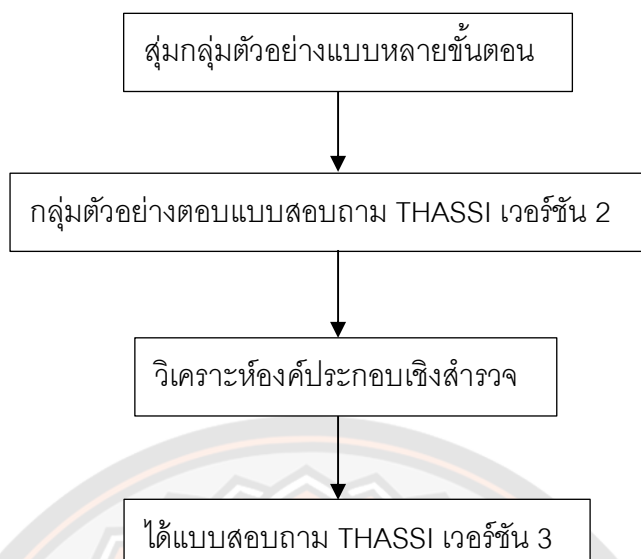 สุ่มกลุ่มตัวอย่างแบบหลายขั้นตอน
กลุ่มตัวอย่างตอบแบบสอบถาม THASSI เวอร์ชัน 2
วิเคราะห์องค์ประกอบเชิงสำรวจ
ได้แบบสอบถาม THASSI เวอร์ชัน 3